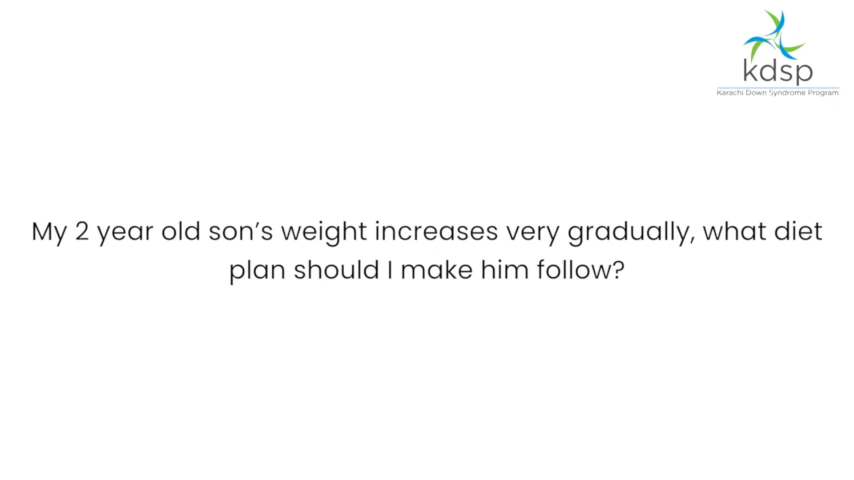 kdsp
Karachi Down Syndrome Program
My 2 year old son’s weight increases very gradually, what diet
plan should I make him follow?